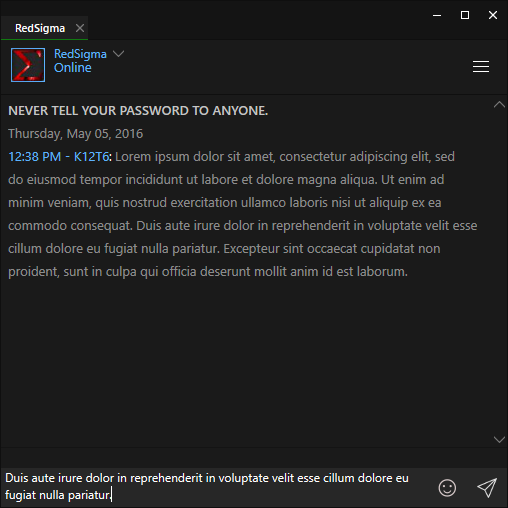 RedSigma
RedSigma
Online
NEVER TELL YOUR PASSWORD TO ANYONE.
Thursday, May 05, 2016
12:38 PM - K12T6: Lorem ipsum dolor sit amet, consectetur adipiscing elit, sed
do eiusmod tempor incididunt ut labore et dolore magna aliqua. Ut enim ad
minim veniam, quis nostrud exercitation ullamco laboris nisi ut aliquip ex ea
commodo consequat. Duis aute irure dolor in reprehenderit in voluptate velit esse
cillum dolore eu fugiat nulla pariatur. Excepteur sint occaecat cupidatat non
proident, sunt in culpa qui officia deserunt mollit anim id est laborum.
Duis aute irure dolor in reprehenderit in voluptate velit esse cillum dolore eu
fugiat nulla pariatur.